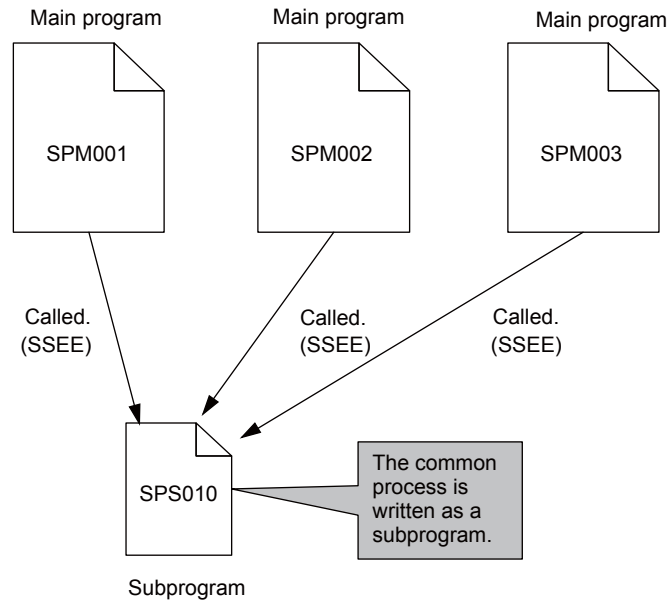 Main program
Main program
Main program
SPM001
SPM002
SPM003
Called.
(SSEE)
Called.
(SSEE)
Called.
(SSEE)
SPS010
The common
process is
written as a
subprogram.
Subprogram